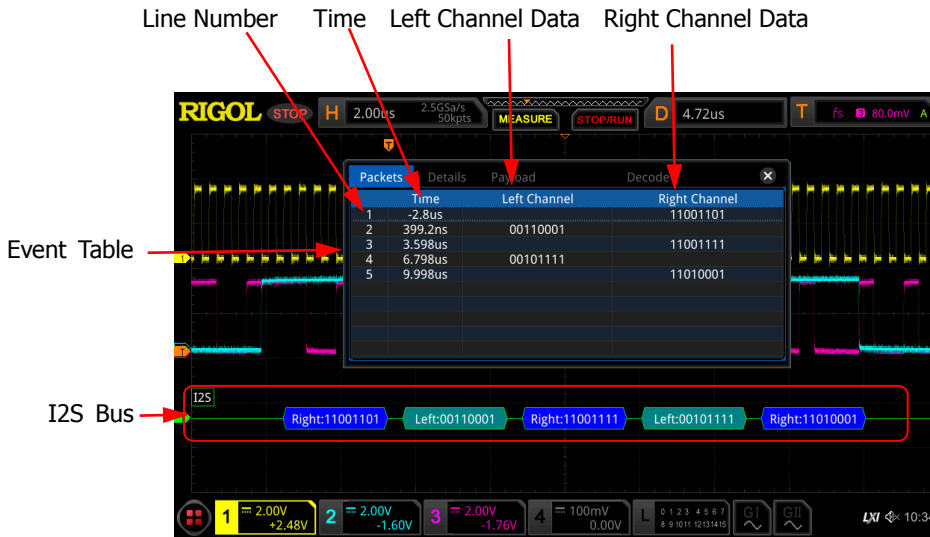 Line Number Time Left Channel Data Right Channel Data
RIGOL STOP H 2.00us 2.5GSa/s 50kpts MEASURE STOP/RUN D 4.72us T fs 3 80.0mV A
T
Packets Details Payload Decode
Time Left Channel Right Channel
1 -2.8us 11001101
2 399.2ns 00110001
3 3.598us 11001111
4 6.798us 00101111
5 9.998us 11010001
Event Table
1
T
I2S
I2S Bus
Right:11001101 Left:00110001 Right:11001111 Left:00101111 Right:11010001
1 2.00V +2.48V 2 2.00V -1.60V 3 2.00V -1.76V 4 100mV 0.00V L 0 1 2 3 4 5 6 7 8 9 10 11 12 13 14 15 GI GII LXI 10:34